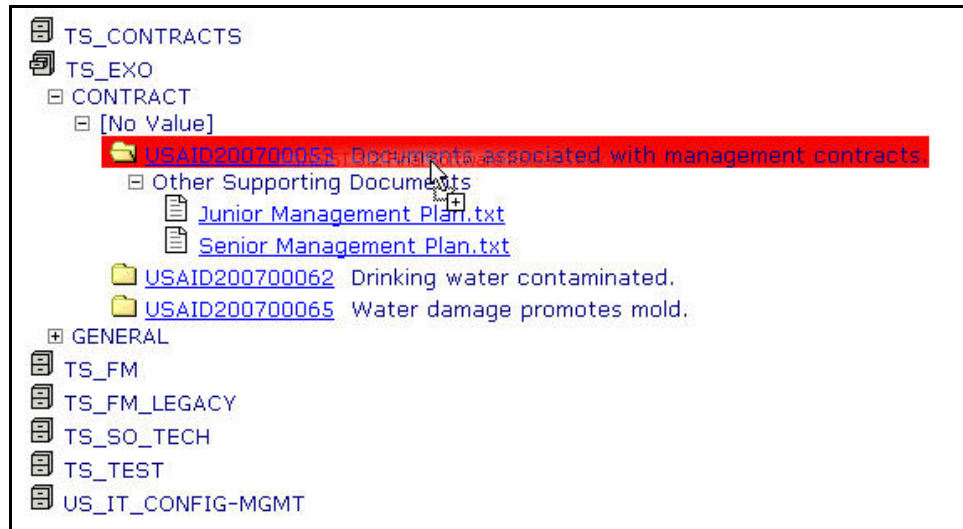 TS_CONTRACTS
TS_EXO
CONTRACT
[No Value]
USAID200700053 Documents associated with management contracts.
Other Supporting Documents
Junior Management Plan.txt
Senior Management Plan.txt
USAID200700062 Drinking water contaminated.
USAID200700065 Water damage promotes mold.
GENERAL
TS_FM
TS_FM_LEGACY
TS_SO_TECH
TS_TEST
US_IT_CONFIG-MGMT